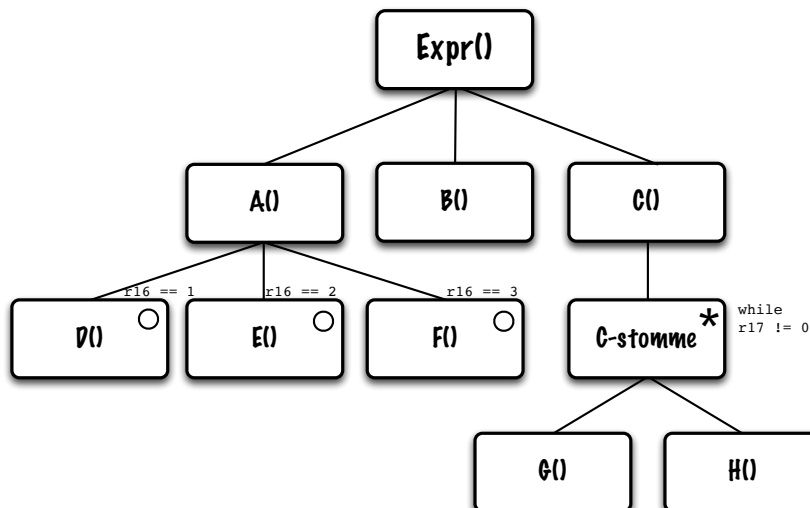 Expr()
A()
B()
C()
r16 == 1
r16 == 2
r16 == 3
D()
E()
F()
C-stomme
*
while
r17 != 0
G()
H()